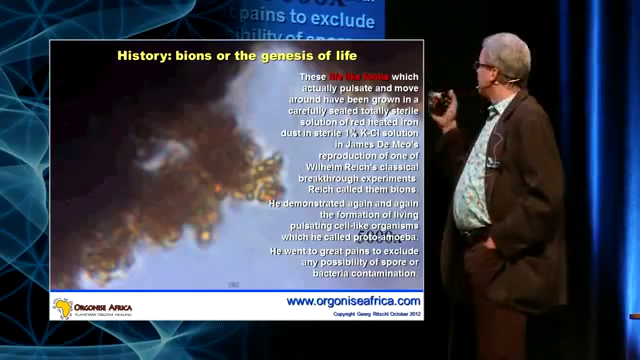 pains to exclude
History: bions or the genesis of life
These life like forms which
actually pulsate and move
around have been grown in a
carefully sealed totally sterile
solution of red heated iron
dust in sterile 1% K-Cl solution
in James De Meo's
reproduction of one of
Wilhelm Reich's classical
breakthrough experiments.
Reich called them bions.
He demonstrated again and again
the formation of living
pulsating cell-like organisms
which he called proto-amoeba.
He went to great pains to exclude
any possibility of spore or
bacteria contamination.
ORGONISE AFRICA
PLANETARY ORGONE HEALING
www.orgoniseafrica.com
Copyright Georg Ritschl October 2012